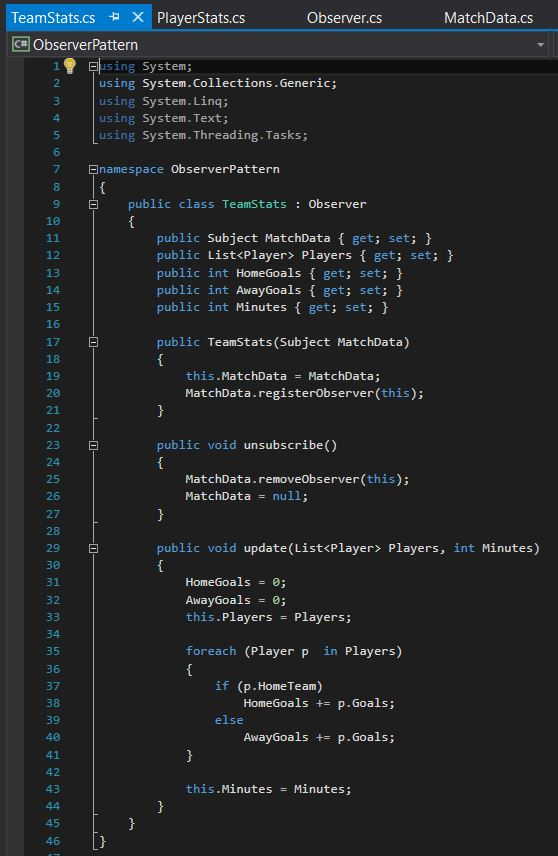 TeamStats.cs PlayerStats.cs Observer.cs MatchData.cs
C# ObserverPattern
1 using System;
2 using System.Collections.Generic;
3 using System.Linq;
4 using System.Text;
5 using System.Threading.Tasks;
6
7 namespace ObserverPattern
8 {
9 public class TeamStats : Observer
10 {
11 public Subject MatchData { get; set; }
12 public List<Player> Players { get; set; }
13 public int HomeGoals { get; set; }
14 public int AwayGoals { get; set; }
15 public int Minutes { get; set; }
16
17 public TeamStats(Subject MatchData)
18 {
19 this.MatchData = MatchData;
20 MatchData.registerObserver(this);
21 }
22
23 public void unsubscribe()
24 {
25 MatchData.removeObserver(this);
26 MatchData = null;
27 }
28
29 public void update(List<Player> Players, int Minutes)
30 {
31 HomeGoals = 0;
32 AwayGoals = 0;
33 this.Players = Players;
34
35 foreach (Player p  in Players)
36 {
37 if (p.HomeTeam)
38 HomeGoals += p.Goals;
39 else
40 AwayGoals += p.Goals;
41 }
42
43 this.Minutes = Minutes;
44 }
45 }
46 }